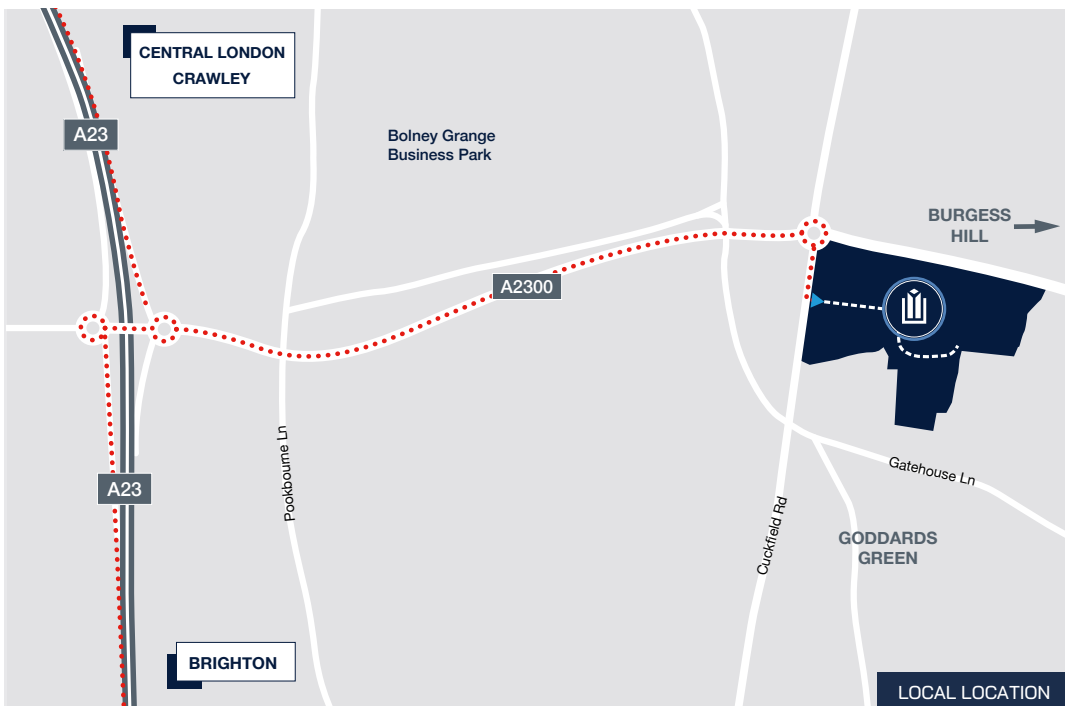 CENTRAL LONDON
CRAWLEY
A23
Bolney Grange
Business Park
BURGESS
HILL
A2300
Pookbourne Ln
A23
Gatehouse Ln
Cuckfield Rd
GODDARDS
GREEN
BRIGHTON
LOCAL LOCATION